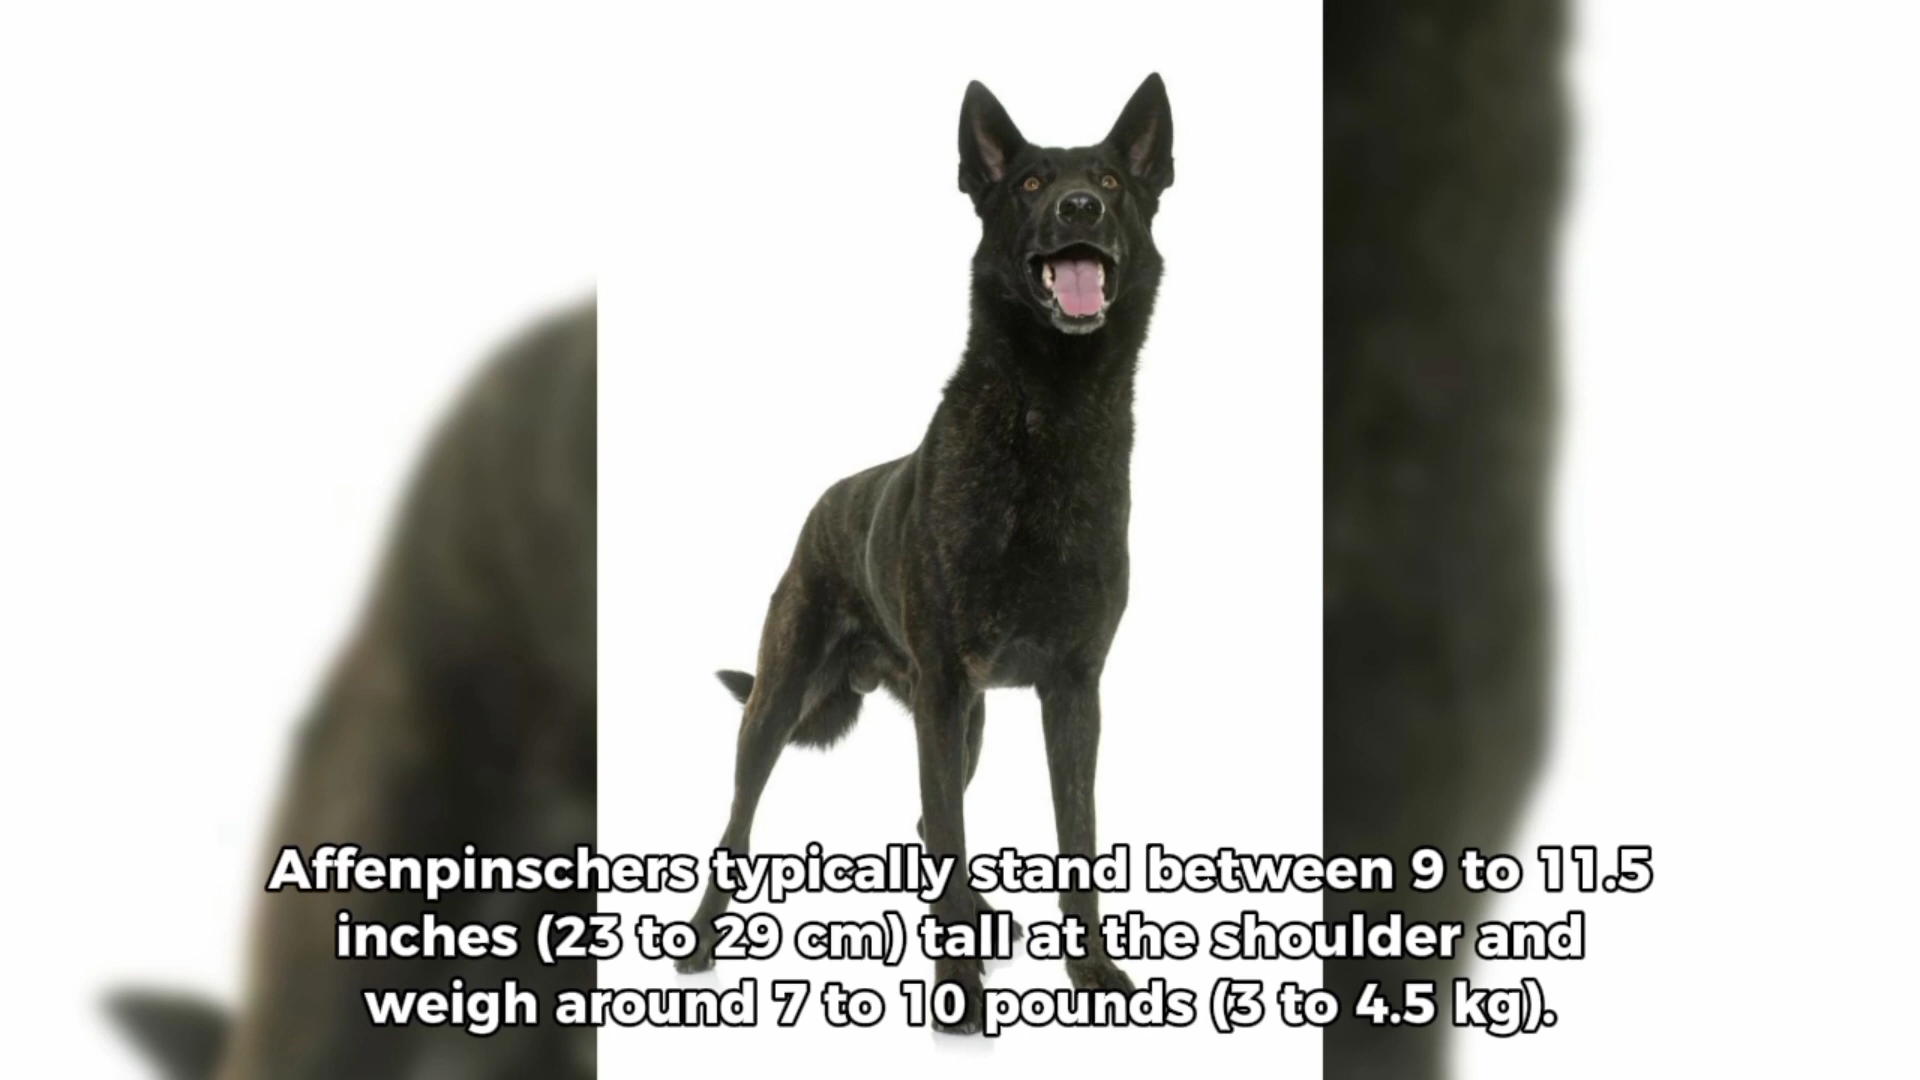 Affenpinschers typically stand between 9 to 11.5
inches (23 to 29 cm) tall at the shoulder and
weigh around 7 to 10 pounds (3 to 4.5 kg).